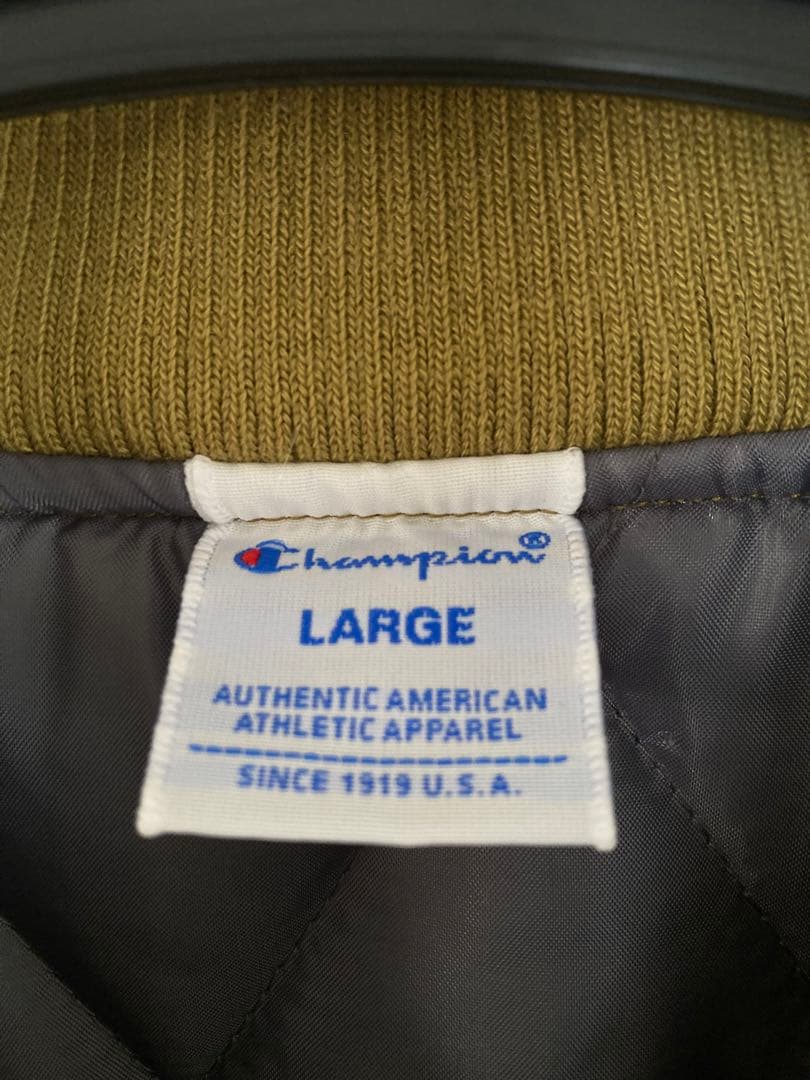 Champion®
LARGE
AUTHENTIC AMERICAN
ATHLETIC APPAREL
SINCE 1919 U.S.A.